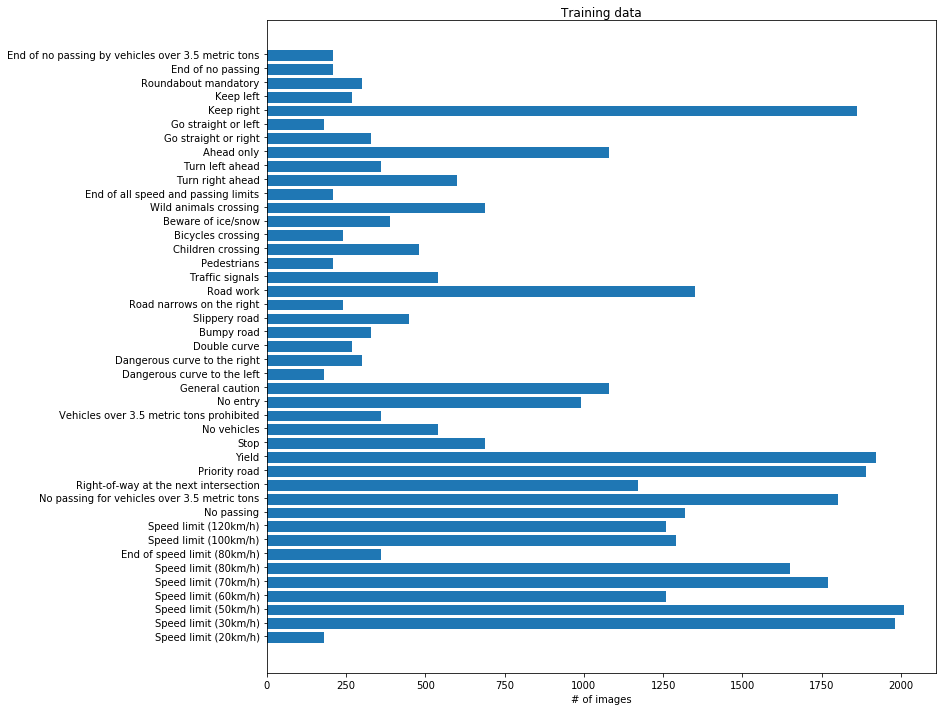 Training data
End of no passing by vehicles over 3.5 metric tons
End of no passing
Roundabout mandatory
Keep left
Keep right
Go straight or left
Go straight or right
Ahead only
Turn left ahead
Turn right ahead
End of all speed and passing limits
Wild animals crossing
Beware of ice/snow
Bicycles crossing
Children crossing
Pedestrians
Traffic signals
Road work
Road narrows on the right
Slippery road
Bumpy road
Double curve
Dangerous curve to the right
Dangerous curve to the left
General caution
No entry
Vehicles over 3.5 metric tons prohibited
No vehicles
Stop
Yield
Priority road
Right-of-way at the next intersection
No passing for vehicles over 3.5 metric tons
No passing
Speed limit (120km/h)
Speed limit (100km/h)
End of speed limit (80km/h)
Speed limit (80km/h)
Speed limit (70km/h)
Speed limit (60km/h)
Speed limit (50km/h)
Speed limit (30km/h)
Speed limit (20km/h)
0 250 500 750 1000 1250 1500 1750 2000
# of images